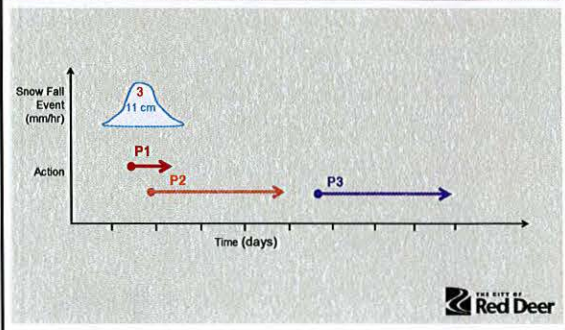 Snow Fall
Event
(mm/hr)
3
11 cm
P1
Action
P2
P3
Time (days)
THE CITY OF
Red Deer